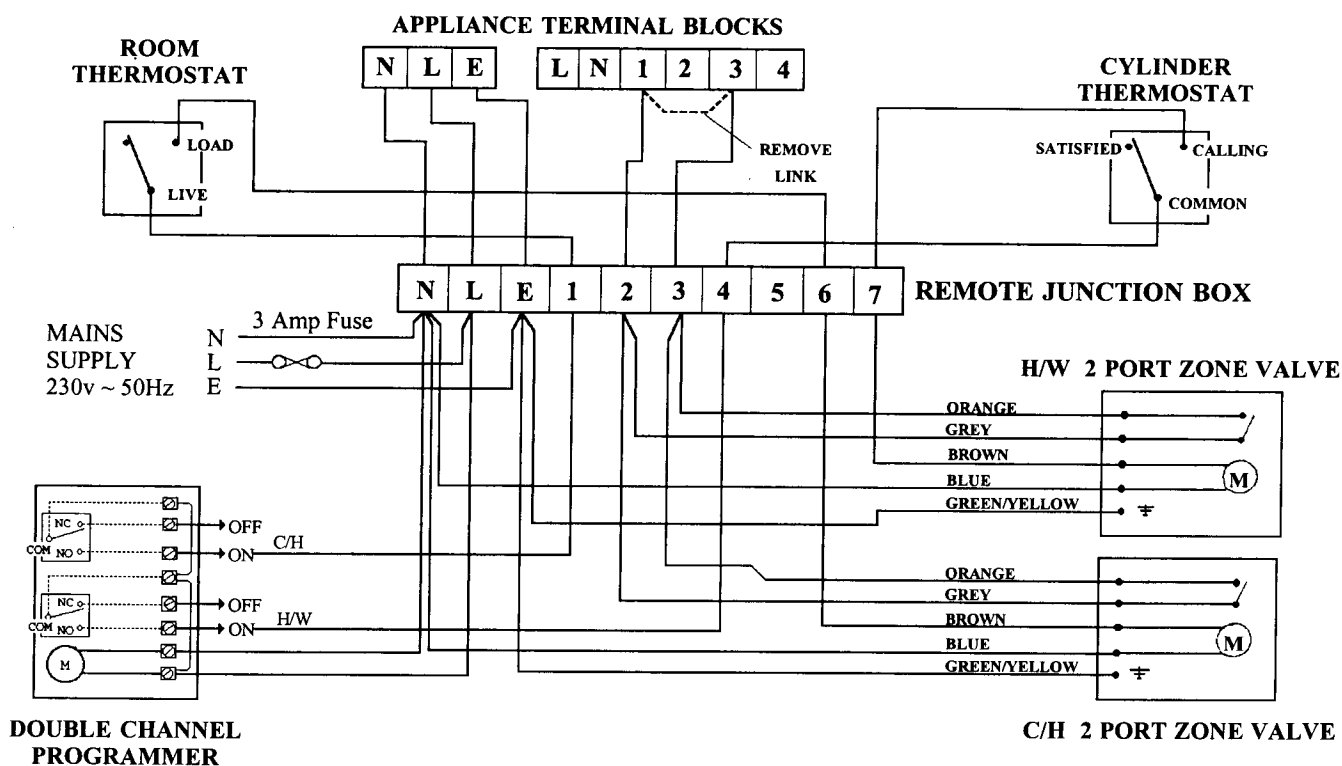 APPLIANCE TERMINAL BLOCKS
ROOM
THERMOSTAT
N L E
L N 1 2 3 4
CYLINDER
THERMOSTAT
LOAD
LIVE
REMOVE
LINK
SATISFIED
CALLING
COMMON
N L E 1 2 3 4 5 6 7
REMOTE JUNCTION BOX
MAINS
SUPPLY
230v ~ 50Hz
N
L
E
3 Amp Fuse
H/W 2 PORT ZONE VALVE
ORANGE
GREY
BROWN
BLUE
GREEN/YELLOW
M
NC
COM
NO
OFF
ON
C/H
NC
COM
NO
OFF
ON
H/W
M
ORANGE
GREY
BROWN
BLUE
GREEN/YELLOW
M
DOUBLE CHANNEL
PROGRAMMER
C/H 2 PORT ZONE VALVE